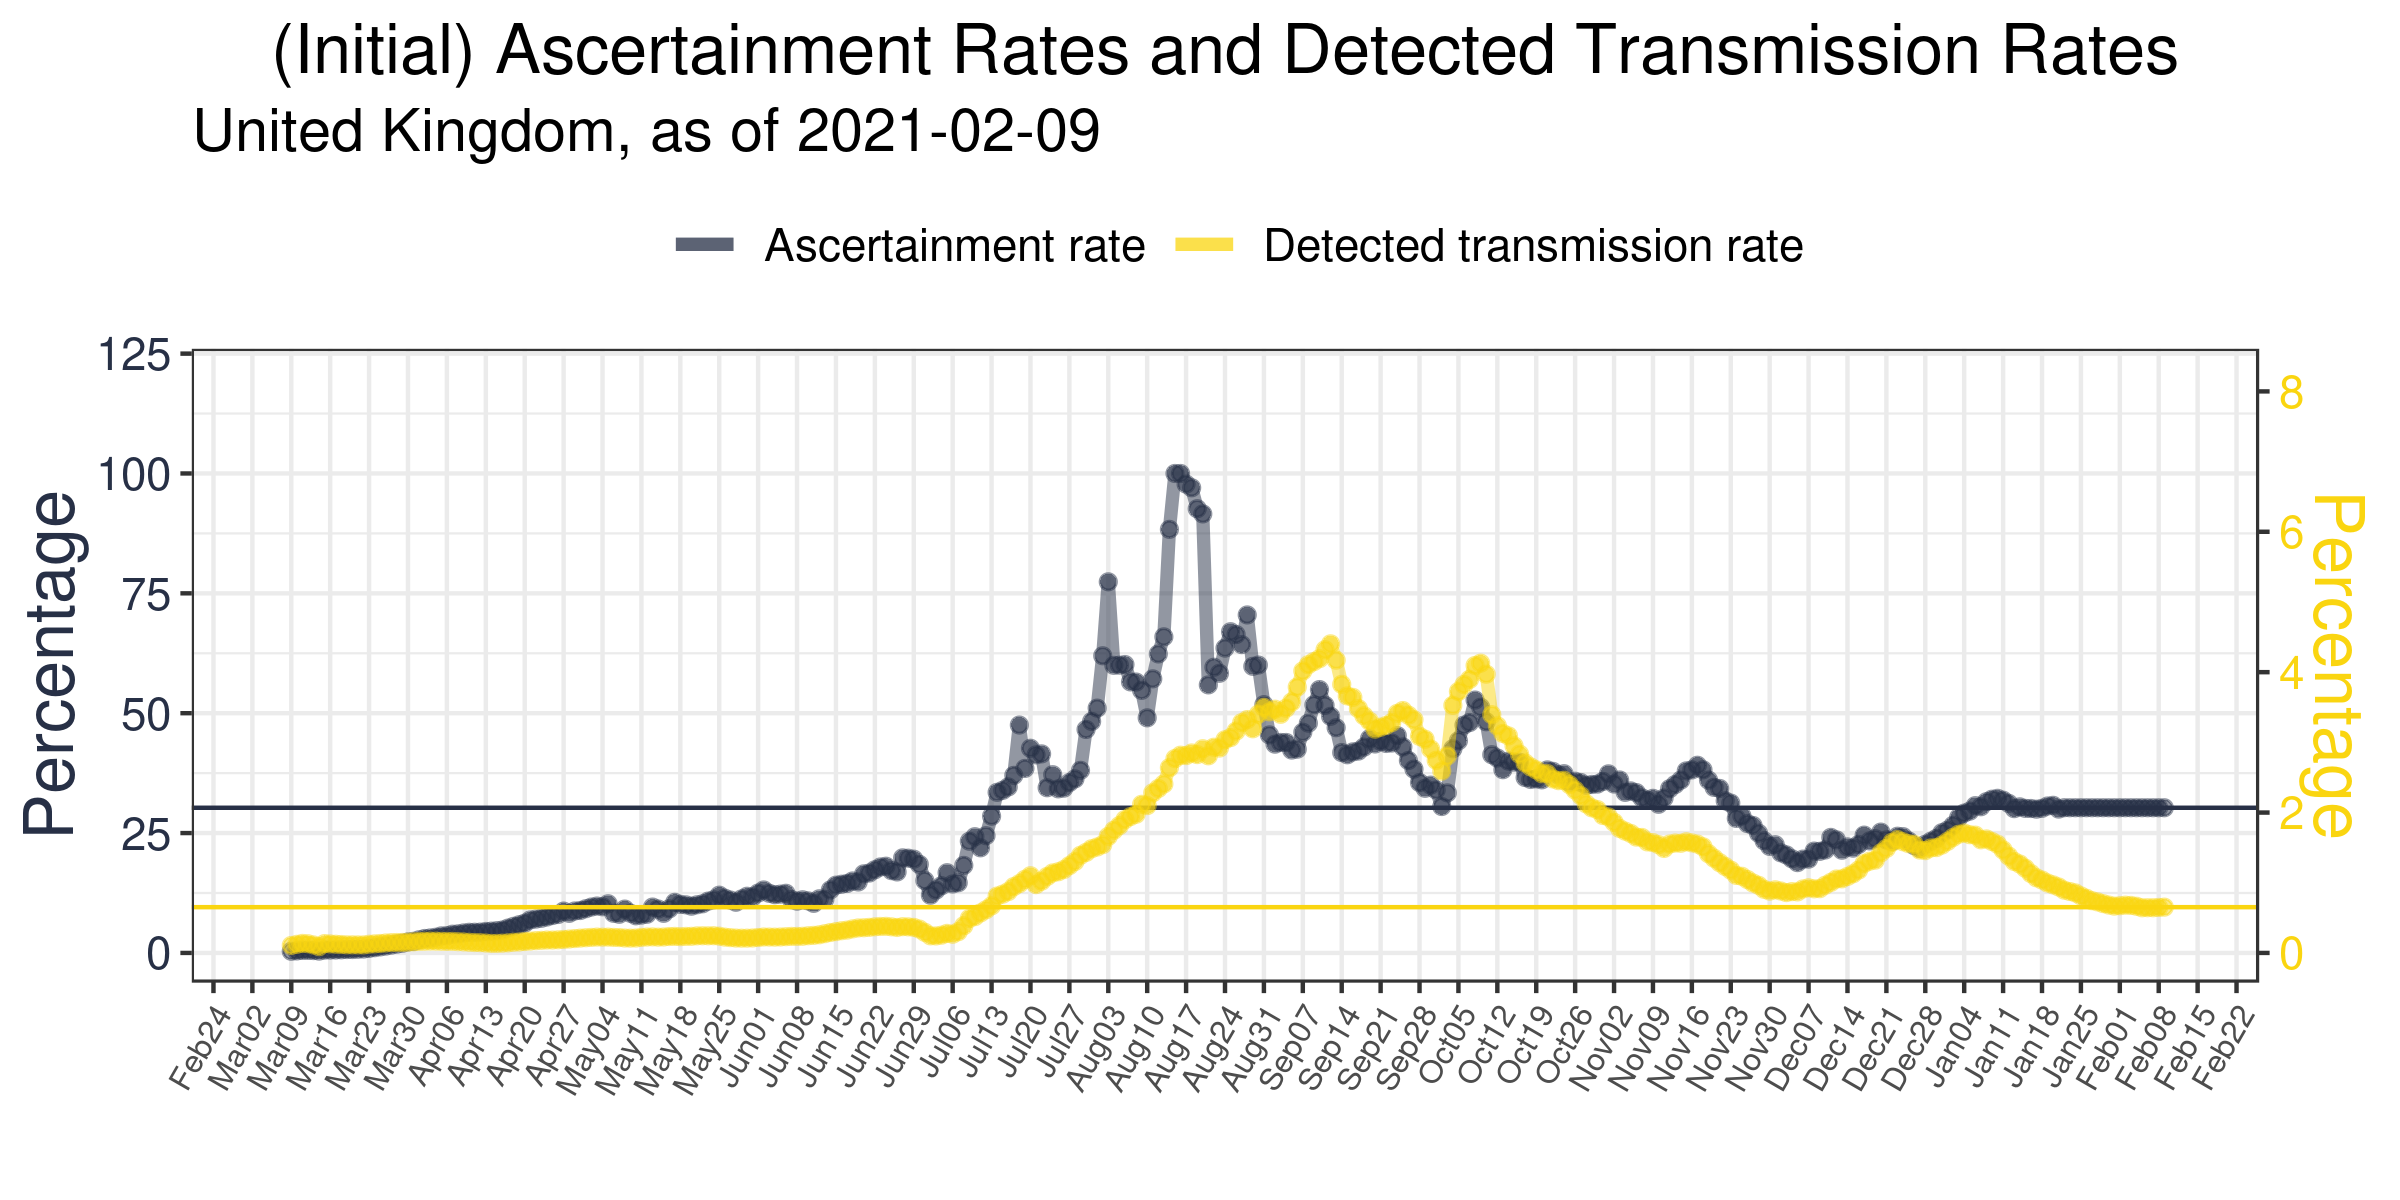 (Initial) Ascertainment Rates and Detected Transmission Rates
United Kingdom, as of 2021-02-09
Ascertainment rate Detected transmission rate
125
100
75
50
25
0
Percentage
8
6
4
2
0
Percentage
Feb24 Mar02 Mar09 Mar16 Mar23 Mar30 Apr06 Apr13 Apr20 Apr27 May04 May11 May18 May25 Jun01 Jun08 Jun15 Jun22 Jun29 Jul06 Jul13 Jul20 Jul27 Aug03 Aug10 Aug17 Aug24 Aug31 Sep07 Sep14 Sep21 Sep28 Oct05 Oct12 Oct19 Oct26 Nov02 Nov09 Nov16 Nov23 Nov30 Dec07 Dec14 Dec21 Dec28 Jan04 Jan11 Jan18 Jan25 Feb01 Feb08 Feb15 Feb22